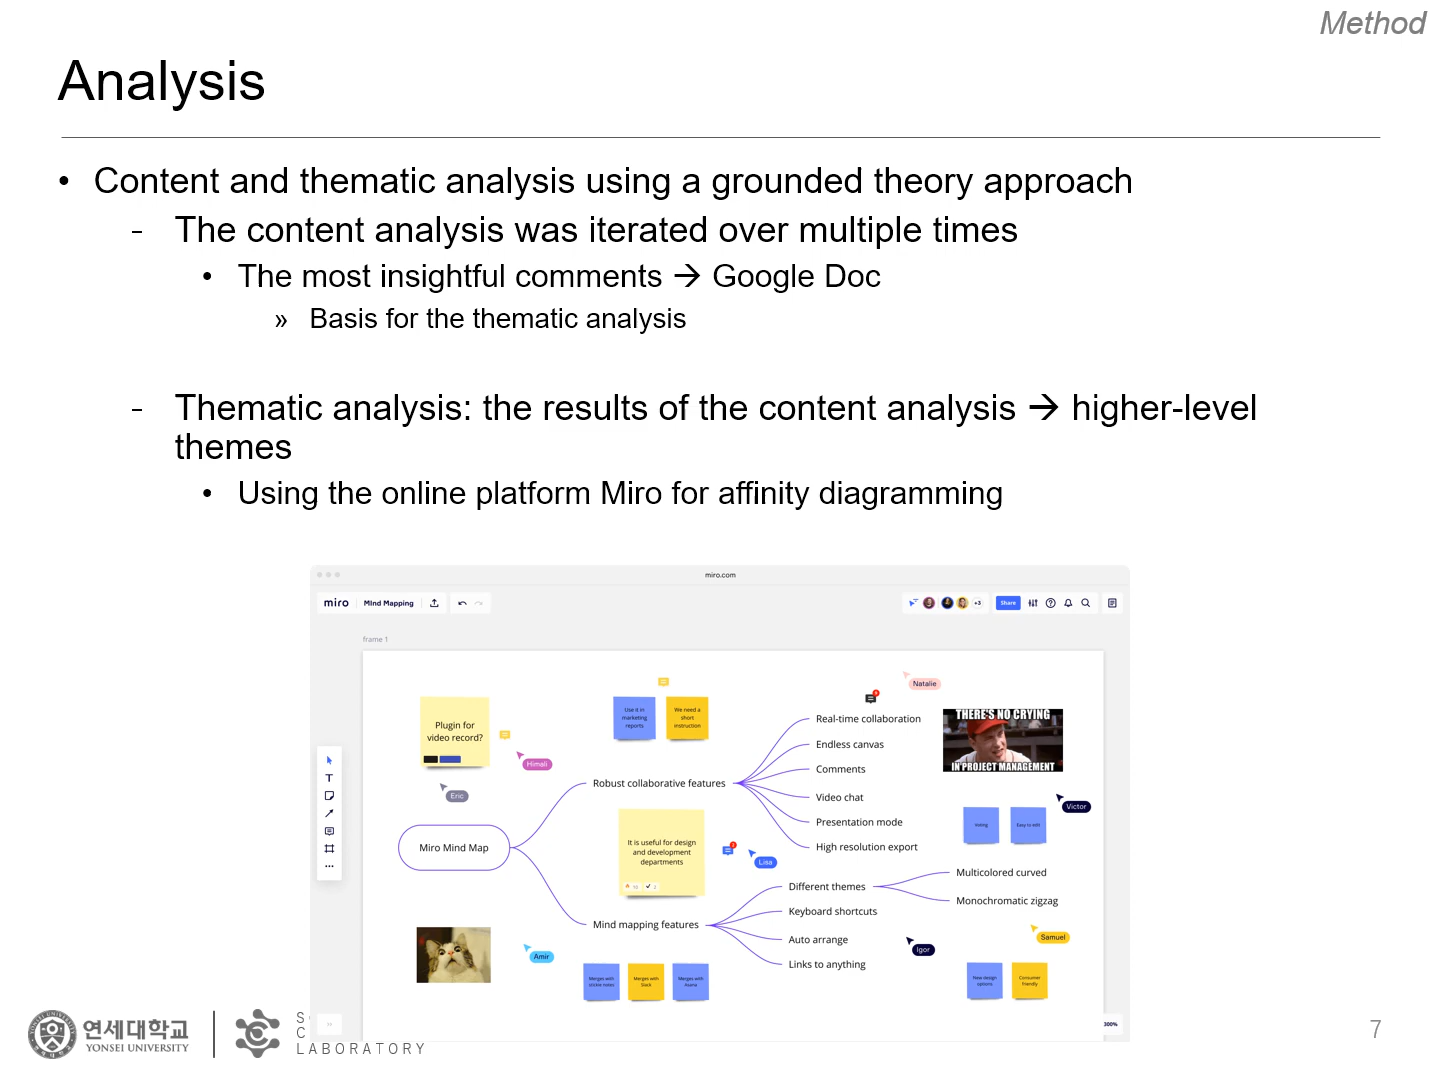 Method
Analysis
• Content and thematic analysis using a grounded theory approach
- The content analysis was iterated over multiple times
• The most insightful comments → Google Doc
» Basis for the thematic analysis
- Thematic analysis: the results of the content analysis → higher-level
themes
• Using the online platform Miro for affinity diagramming
miro.com
miro
Mind Mapping
+3
Share
frame 1
Natalie
Plugin for
video record?
Use it in
marketing
reports
We need a
short
instruction
Real-time collaboration
Endless canvas
Comments
Video chat
Presentation mode
High resolution export
THERE'S NO CRYING
IN PROJECT MANAGEMENT
Himali
Eric
Robust collaborative features
Victor
Voting
Easy to edit
Miro Mind Map
It is useful for design
and development
departments
Lisa
Different themes
Keyboard shortcuts
Auto arrange
Links to anything
Multicolored curved
Monochromatic zigzag
Mind mapping features
Samuel
Igor
Amir
Merges with
stickie notes
Merges with
Slack
Merges with
Asana
New design
options
Consumer
friendly
300%
연세대학교
YONSEI UNIVERSITY
S
C
LABORATORY
7